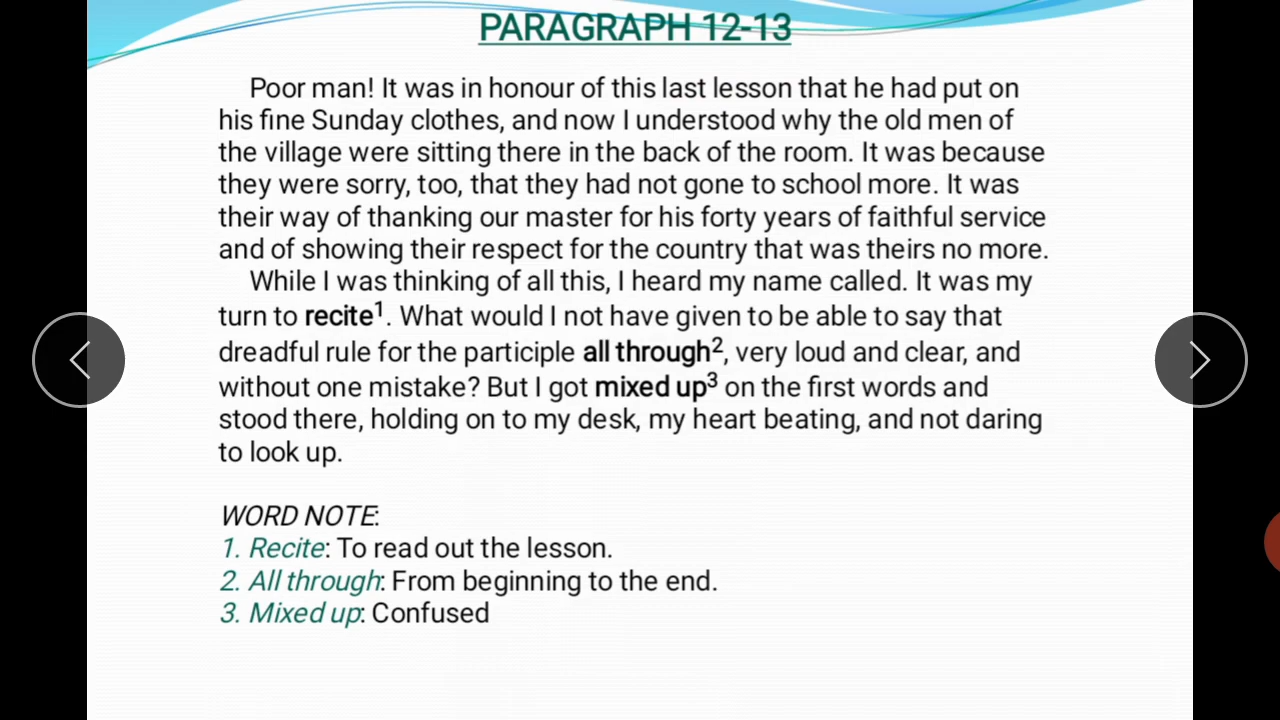 PARAGRAPH 12-13
Poor man! It was in honour of this last lesson that he had put on
his fine Sunday clothes, and now I understood why the old men of
the village were sitting there in the back of the room. It was because
they were sorry, too, that they had not gone to school more. It was
their way of thanking our master for his forty years of faithful service
and of showing their respect for the country that was theirs no more.
While I was thinking of all this, I heard my name called. It was my
turn to recite1. What would I not have given to be able to say that
dreadful rule for the participle all through2, very loud and clear, and
without one mistake? But I got mixed up3 on the first words and
stood there, holding on to my desk, my heart beating, and not daring
to look up.
WORD NOTE:
1. Recite: To read out the lesson.
2. All through: From beginning to the end.
3. Mixed up: Confused